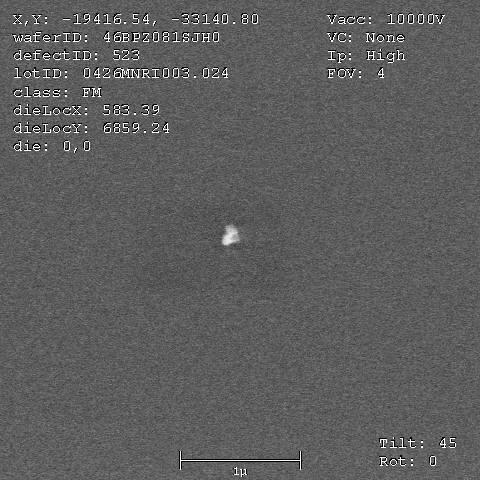 X,Y: -19416.54, -33140.80
waferID: 46BPZ081SJH0
defectID: 523
lotID: 0426MNRI003.024
class: FM
dieLocX: 583.39
dieLocY: 6859.24
die: 0,0
Vacc: 10000V
VC: None
Ip: High
FOV: 4
Tilt: 45
Rot: 0
1µ